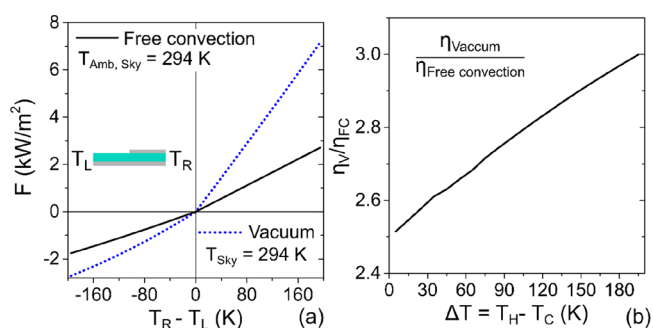 8
6
4
2
0
-2
F (kW/m²)
Free convection
T_Amb, Sky = 294 K
T_L
T_R
Vacuum
T_Sky = 294 K
-160
-80
0
80
160
T_R - T_L (K)
(a)
3.0
2.8
2.6
2.4
η_V/η_FC
η_Vaccum
η_Free convection
0
30
60
90
120
150
180
ΔT = T_H- T_C (K)
(b)